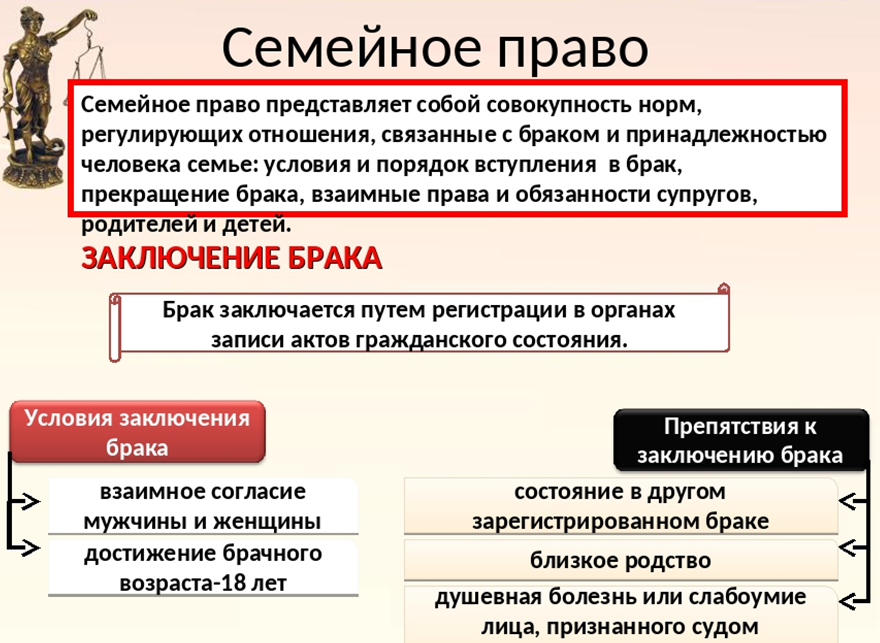 Семейное право
Семейное право представляет собой совокупность норм,
регулирующих отношения, связанные с браком и принадлежностью
человека семье: условия и порядок вступления в брак,
прекращение брака, взаимные права и обязанности супругов,
родителей и детей.
ЗАКЛЮЧЕНИЕ БРАКА
Брак заключается путем регистрации в органах
записи актов гражданского состояния.
Условия заключения
брака
взаимное согласие
мужчины и женщины
достижение брачного
возраста-18 лет
Препятствия к
заключению брака
состояние в другом
зарегистрированном браке
близкое родство
душевная болезнь или слабоумие
лица, признанного судом